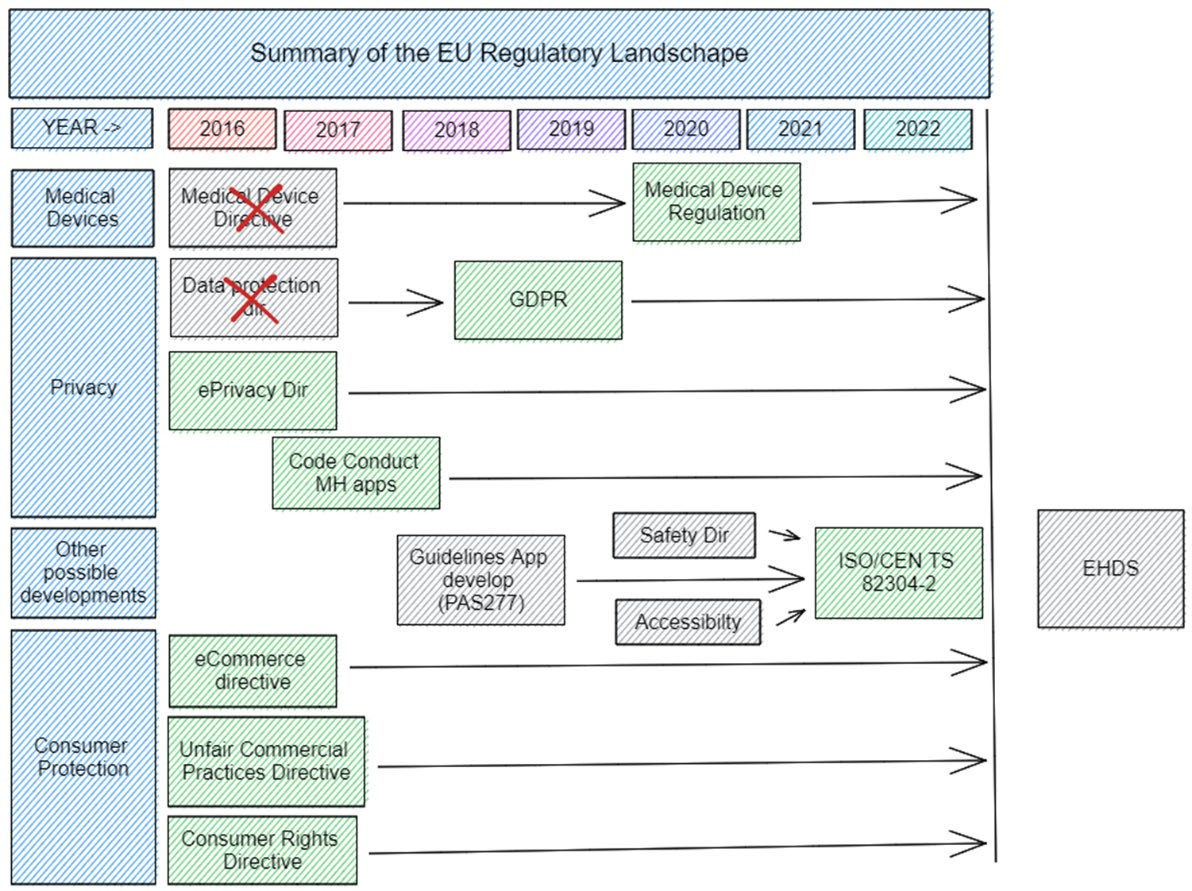 Summary of the EU Regulatory Landschape
YEAR -> 2016 2017 2018 2019 2020 2021 2022
Medical
Devices
Medical Device
Directive
Medical Device
Regulation
Privacy
Data protection
dir
GDPR
ePrivacy Dir
Code Conduct
MH apps
Other
possible
developments
Guidelines App
develop
(PAS277)
Safety Dir
Accessibilty
ISO/CEN TS
82304-2
EHDS
Consumer
Protection
eCommerce
directive
Unfair Commercial
Practices Directive
Consumer Rights
Directive